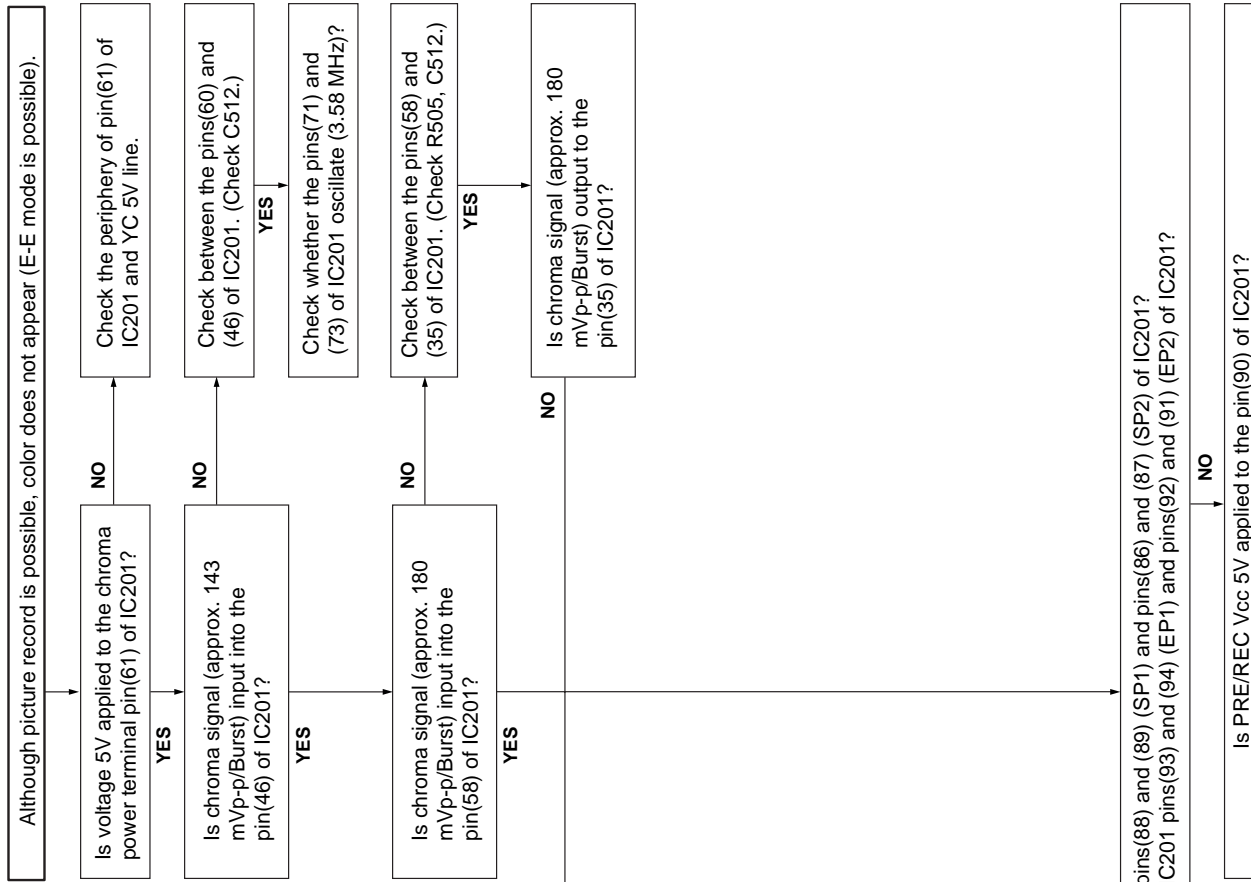 Although picture record is possible, color does not appear (E-E mode is possible).
Is voltage 5V applied to the chroma
power terminal pin(61) of IC201?
NO
Check the periphery of pin(61) of
IC201 and YC 5V line.
YES
Is chroma signal (approx. 143
mVp-p/Burst) input into the
pin(46) of IC201?
NO
Check between the pins(60) and
(46) of IC201. (Check C512.)
YES
Check whether the pins(71) and
(73) of IC201 oscillate (3.58 MHz)?
YES
Is chroma signal (approx. 180
mVp-p/Burst) input into the
pin(58) of IC201?
NO
Check between the pins(58) and
(35) of IC201. (Check R505, C512.)
YES
Is chroma signal (approx. 180
mVp-p/Burst) output to the
pin(35) of IC201?
NO
YES
pins(88) and (89) (SP1) and pins(86) and (87) (SP2) of IC201?
C201 pins(93) and (94) (EP1) and pins(92) and (91) (EP2) of IC201?
NO
Is PRE/REC Vcc 5V applied to the pin(90) of IC201?